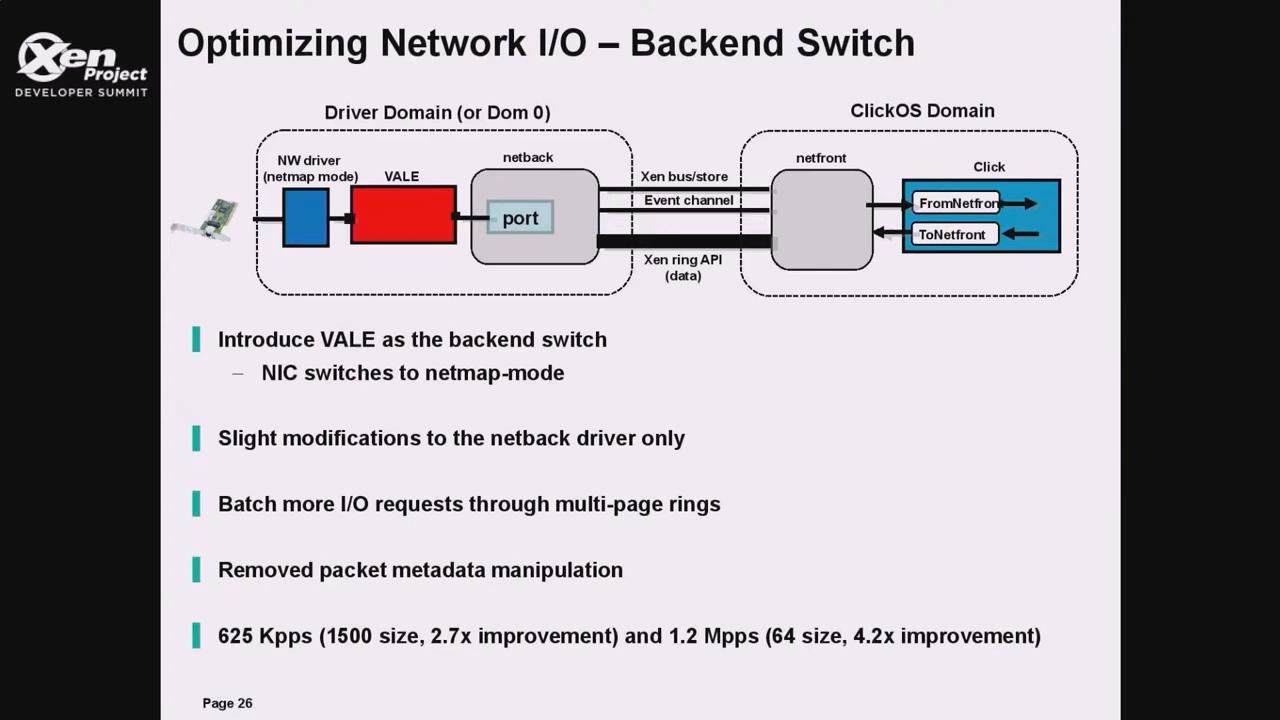 Xen
Project
DEVELOPER SUMMIT
Optimizing Network I/O – Backend Switch
Driver Domain (or Dom 0)
ClickOS Domain
NW driver
(netmap mode)
VALE
netback
port
Xen bus/store
Event channel
Xen ring API
(data)
netfront
Click
FromNetfron
ToNetfront
Introduce VALE as the backend switch
– NIC switches to netmap-mode
Slight modifications to the netback driver only
Batch more I/O requests through multi-page rings
Removed packet metadata manipulation
625 Kpps (1500 size, 2.7x improvement) and 1.2 Mpps (64 size, 4.2x improvement)
Page 26